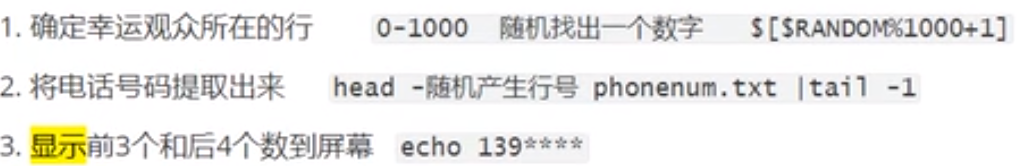 1. 确定幸运观众所在的行 0-1000 随机找出一个数字 $[$RANDOM%1000+1]
2. 将电话号码提取出来 head -随机产生行号 phonenum.txt |tail -1
3. 显示前3个和后4个数到屏幕 echo 139****